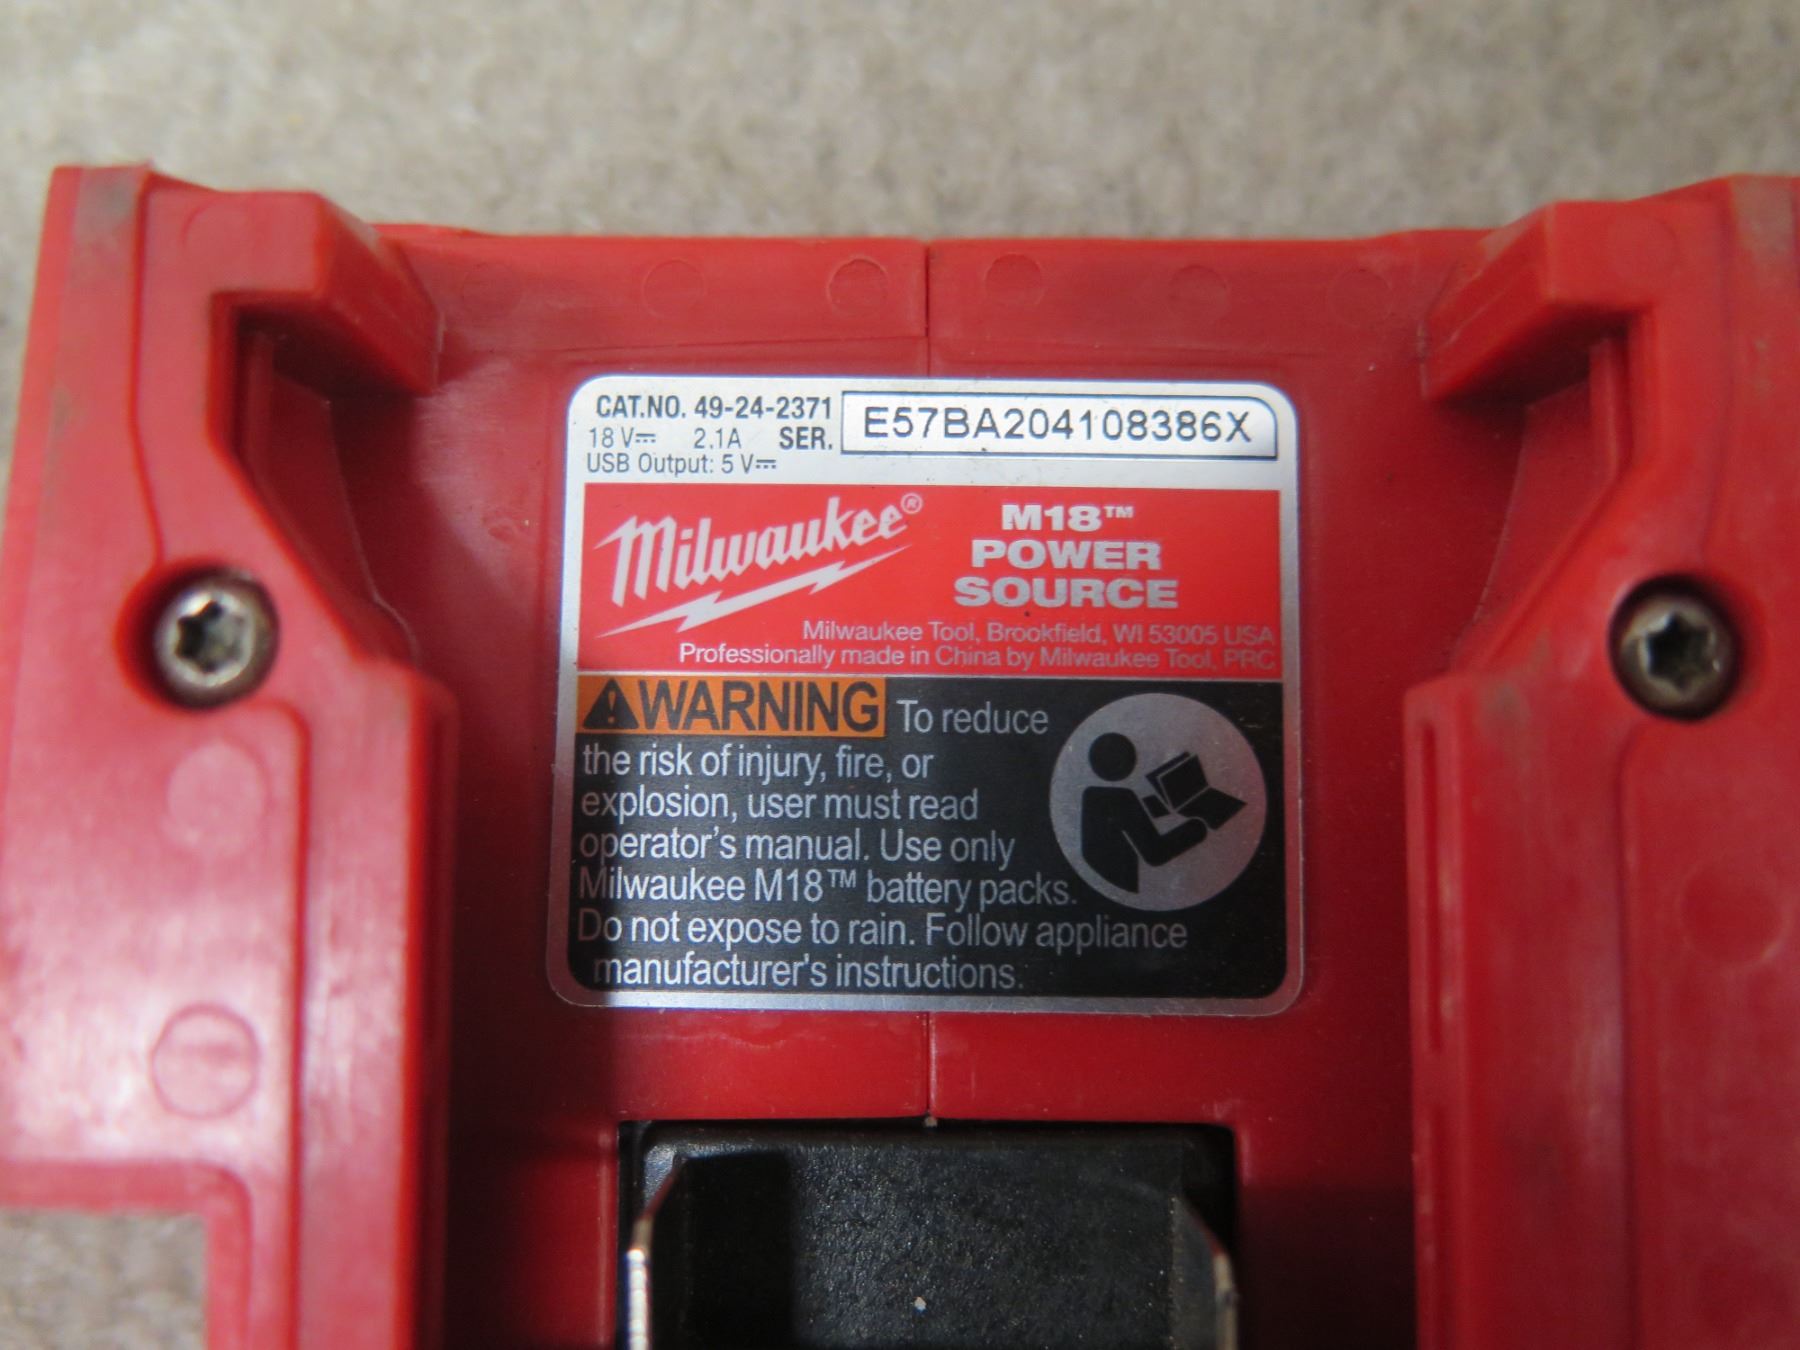 CAT.NO. 49-24-2371
18 V⎓ 2.1A SER. E57BA204108386X
USB Output: 5 V⎓
Milwaukee®
M18™
POWER
SOURCE
Milwaukee Tool, Brookfield, WI 53005 USA
Professionally made in China by Milwaukee Tool, PRC
WARNING To reduce
the risk of injury, fire, or
explosion, user must read
operator's manual. Use only
Milwaukee M18™ battery packs.
Do not expose to rain. Follow appliance
manufacturer's instructions.